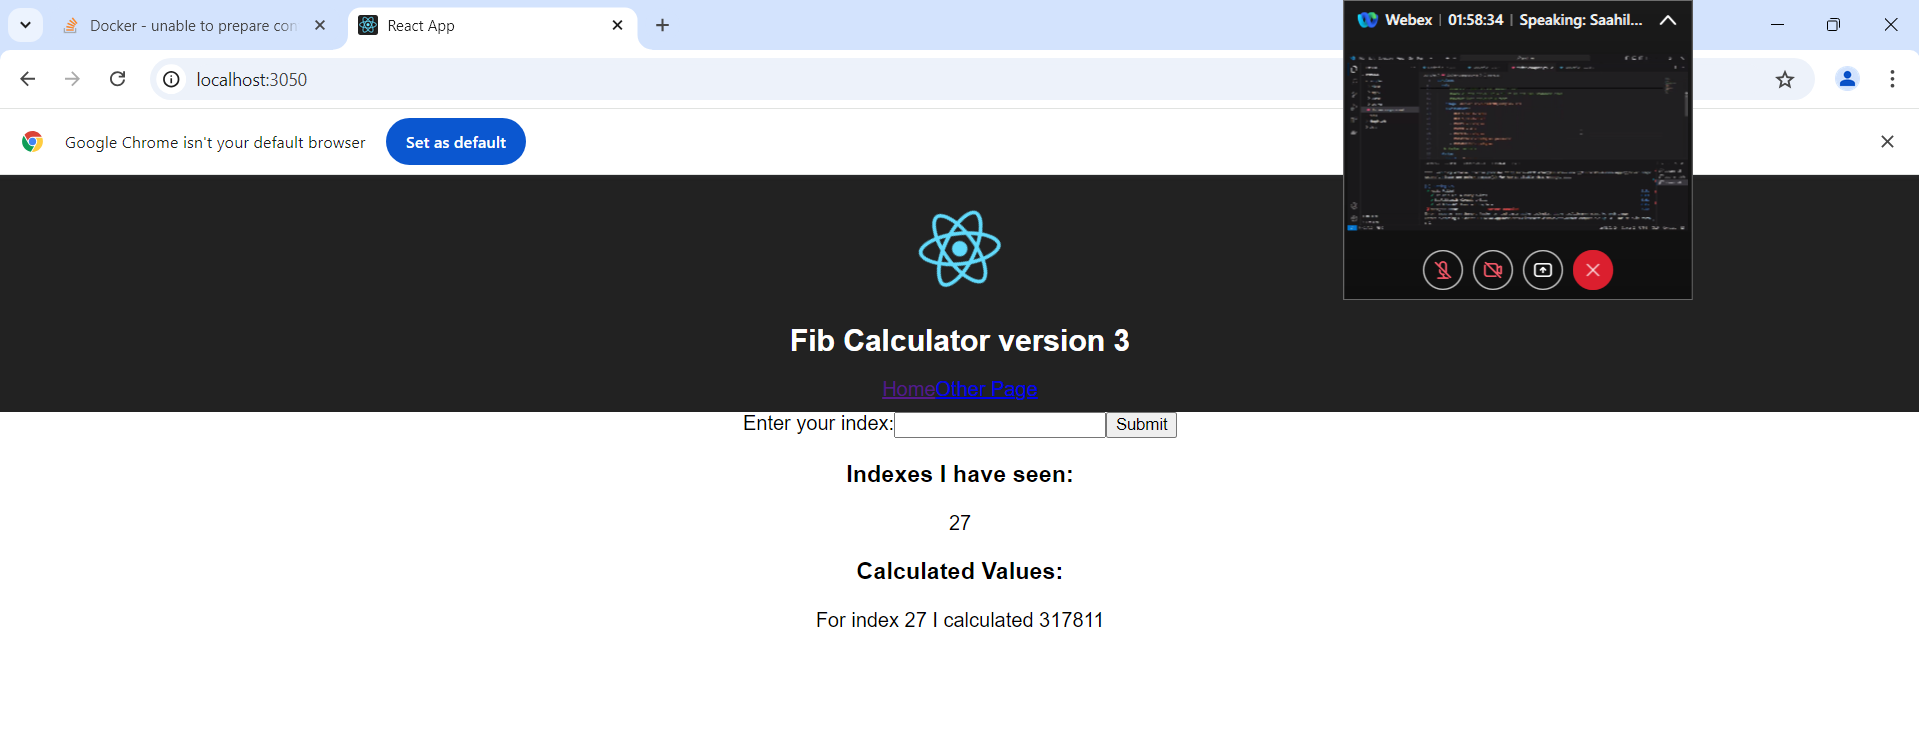 Docker - unable to prepare con
React App
Webex | 01:58:34 | Speaking: Saahil...
localhost:3050
Google Chrome isn't your default browser
Set as default
Fib Calculator version 3
HomeOther Page
Enter your index:
Submit
Indexes I have seen:
27
Calculated Values:
For index 27 I calculated 317811